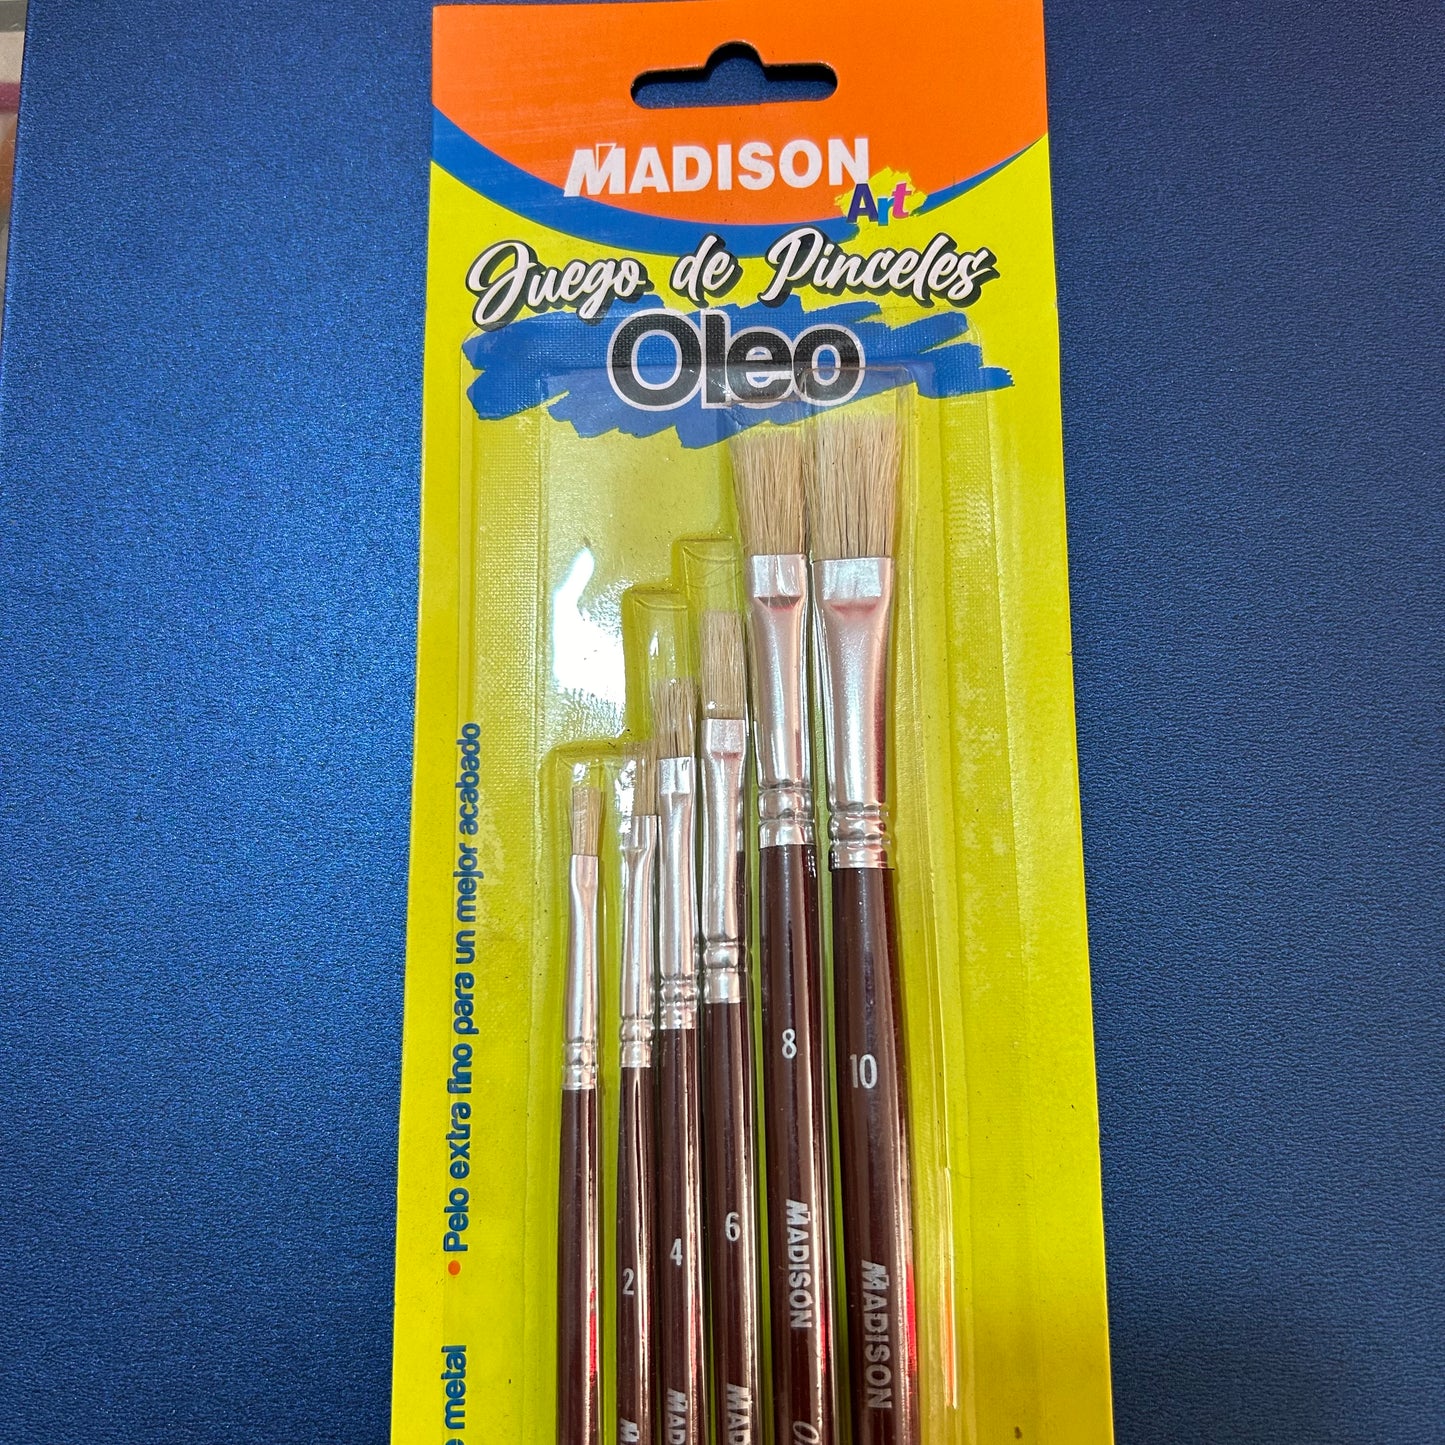 MADISON
Art
Juego de Pinceles
Oleo
• Pelo extra fino para un mejor acabado
metal
8
10
6
4
2
MADISON
MADISON